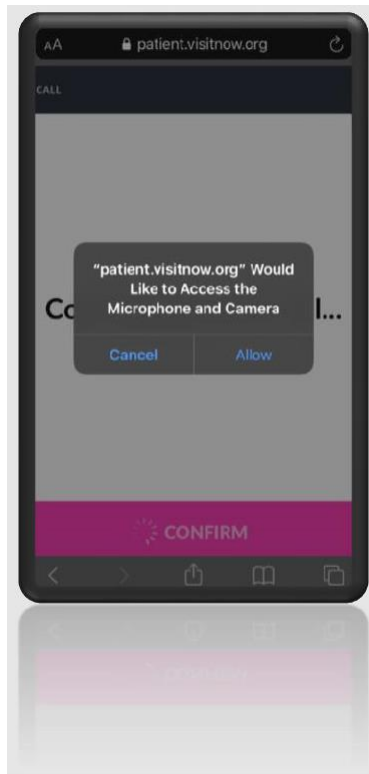 AA patient.visitnow.org
CALL
"patient.visitnow.org" Would
Like to Access the
Microphone and Camera
Cancel Allow
CONFIRM